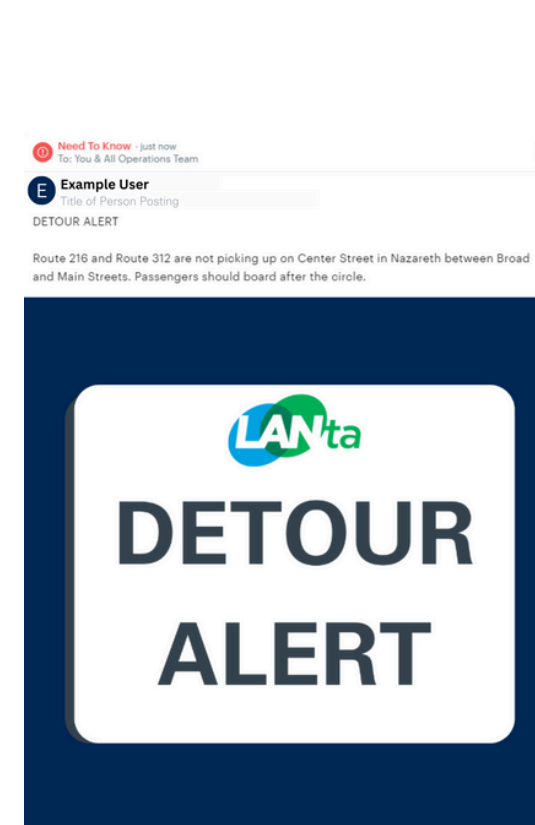 Need To Know · just now
To: You & All Operations Team
E
Example User
Title of Person Posting
DETOUR ALERT
Route 216 and Route 312 are not picking up on Center Street in Nazareth between Broad
and Main Streets. Passengers should board after the circle.
LANta
DETOUR
ALERT